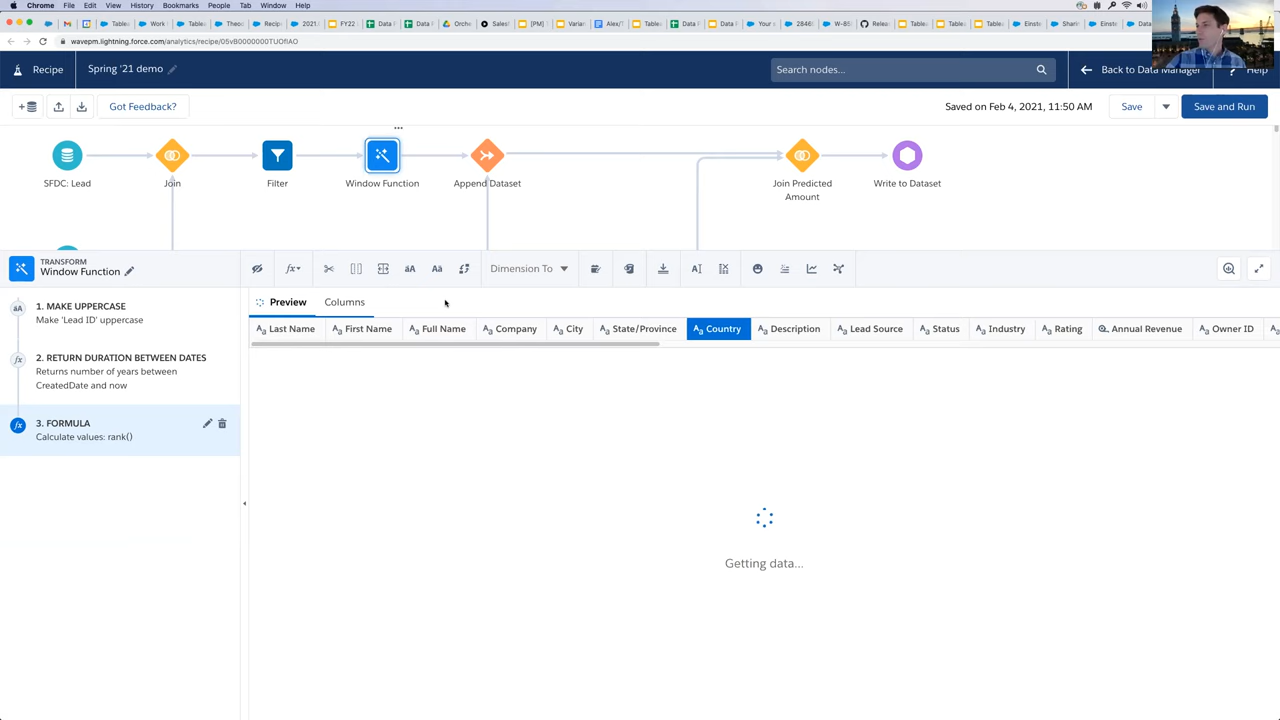 Chrome File Edit View History Bookmarks People Tab Window Help
wavepm.lightning.force.com/analytics/recipe/05vB0000000TUOfIAO
Recipe Spring '21 demo Search nodes... Back to Data Manager Help
Got Feedback? Saved on Feb 4, 2021, 11:50 AM Save Save and Run
SFDC: Lead Join Filter Window Function Append Dataset Join Predicted Amount Write to Dataset
TRANSFORM
Window Function
Dimension To
1. MAKE UPPERCASE
Make 'Lead ID' uppercase
2. RETURN DURATION BETWEEN DATES
Returns number of years between
CreatedDate and now
3. FORMULA
Calculate values: rank()
Preview Columns
Last Name First Name Full Name Company City State/Province Country Description Lead Source Status Industry Rating Annual Revenue Owner ID
Getting data...